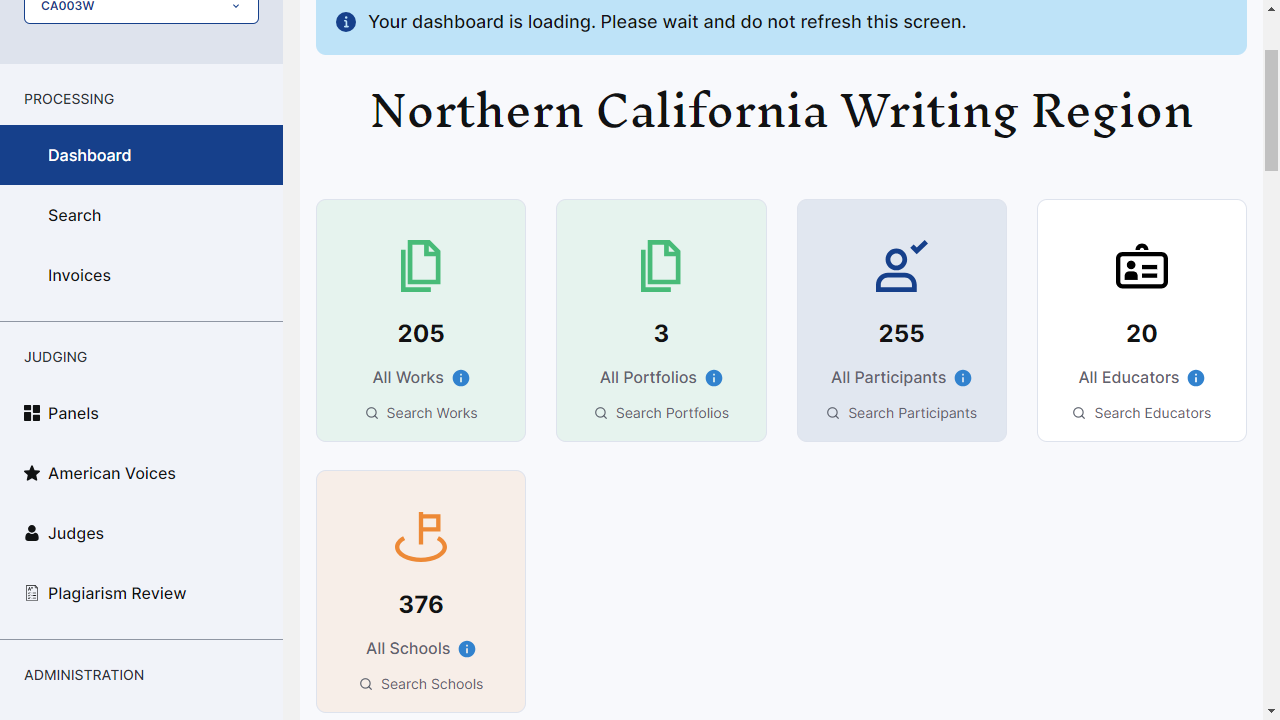 CA003W
PROCESSING
Dashboard
Search
Invoices
JUDGING
Panels
American Voices
Judges
Plagiarism Review
ADMINISTRATION
Your dashboard is loading. Please wait and do not refresh this screen.
Northern California Writing Region
205
All Works
Search Works
3
All Portfolios
Search Portfolios
255
All Participants
Search Participants
20
All Educators
Search Educators
376
All Schools
Search Schools